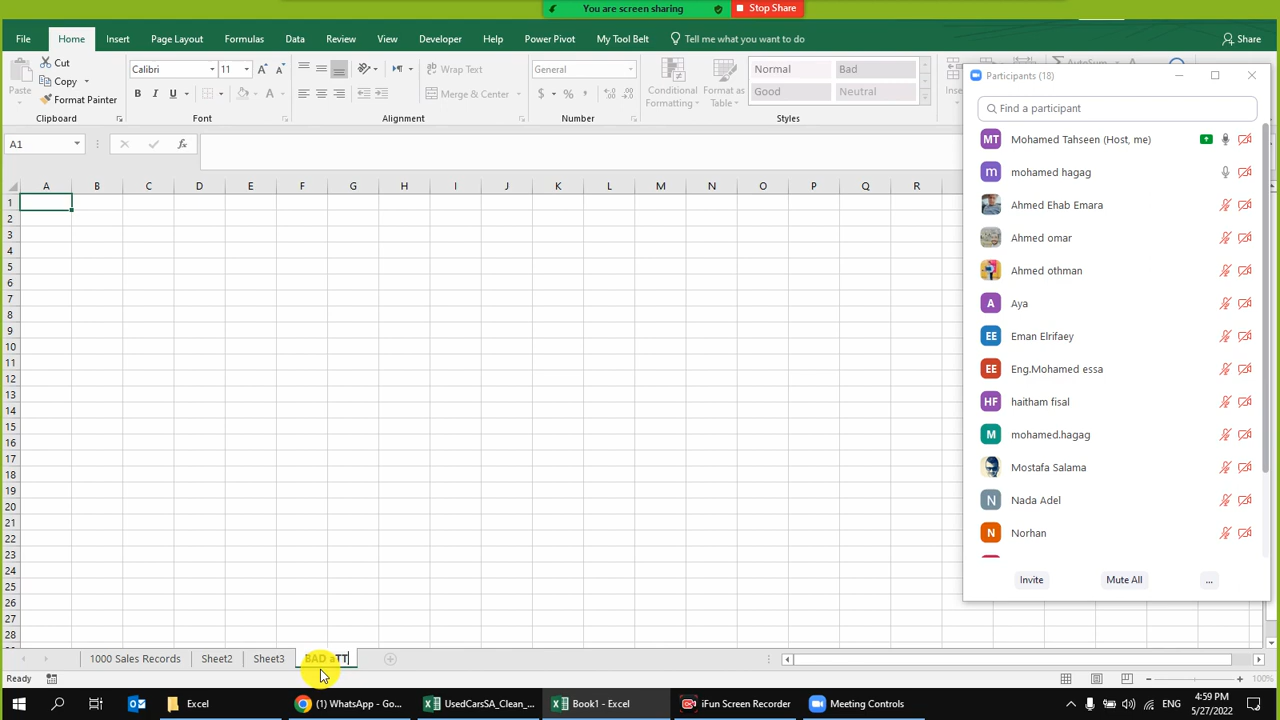 You are screen sharing
Stop Share
File Home Insert Page Layout Formulas Data Review View Developer Help Power Pivot My Tool Belt Tell me what you want to do Share
Cut
Copy
Format Painter
Paste
Clipboard
Calibri 11
B I U
Font
Wrap Text
Merge & Center
Alignment
General
$ % ,
Number
Conditional Formatting
Format as Table
Normal Bad
Good Neutral
Styles
A1
fx
A B C D E F G H I J K L M N O P Q R
1
2
3
4
5
6
7
8
9
10
11
12
13
14
15
16
17
18
19
20
21
22
23
24
25
26
27
28
Participants (18)
Find a participant
MT Mohamed Tahseen (Host, me)
m mohamed hagag
Ahmed Ehab Emara
Ahmed omar
Ahmed othman
A Aya
EE Eman Elrifaey
EE Eng.Mohamed essa
HF haitham fisal
M mohamed.hagag
Mostafa Salama
N Nada Adel
N Norhan
Invite Mute All ...
1000 Sales Records Sheet2 Sheet3 BAD aTT
Ready
100%
Excel
(1) WhatsApp - Go...
UsedCarsSA_Clean_...
Book1 - Excel
iFun Screen Recorder
Meeting Controls
4:59 PM
5/27/2022